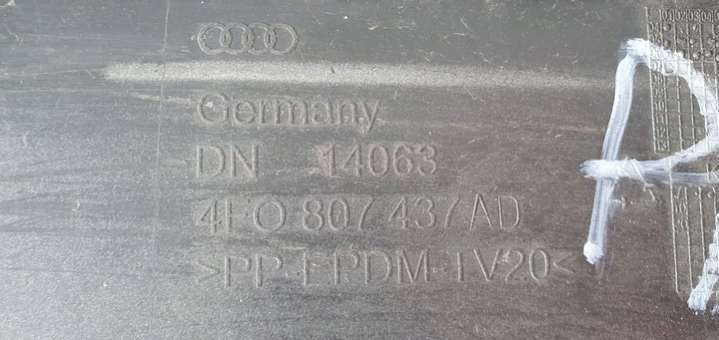 Germany
DN 14063
4F0 807 437 AD
>PP-EPDM-TV20<
R